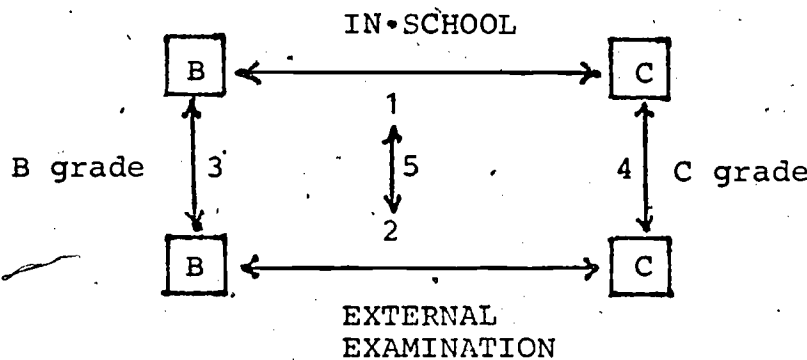 IN•SCHOOL
B C
1
B grade 3 5 4 C grade
2
B C
EXTERNAL
EXAMINATION